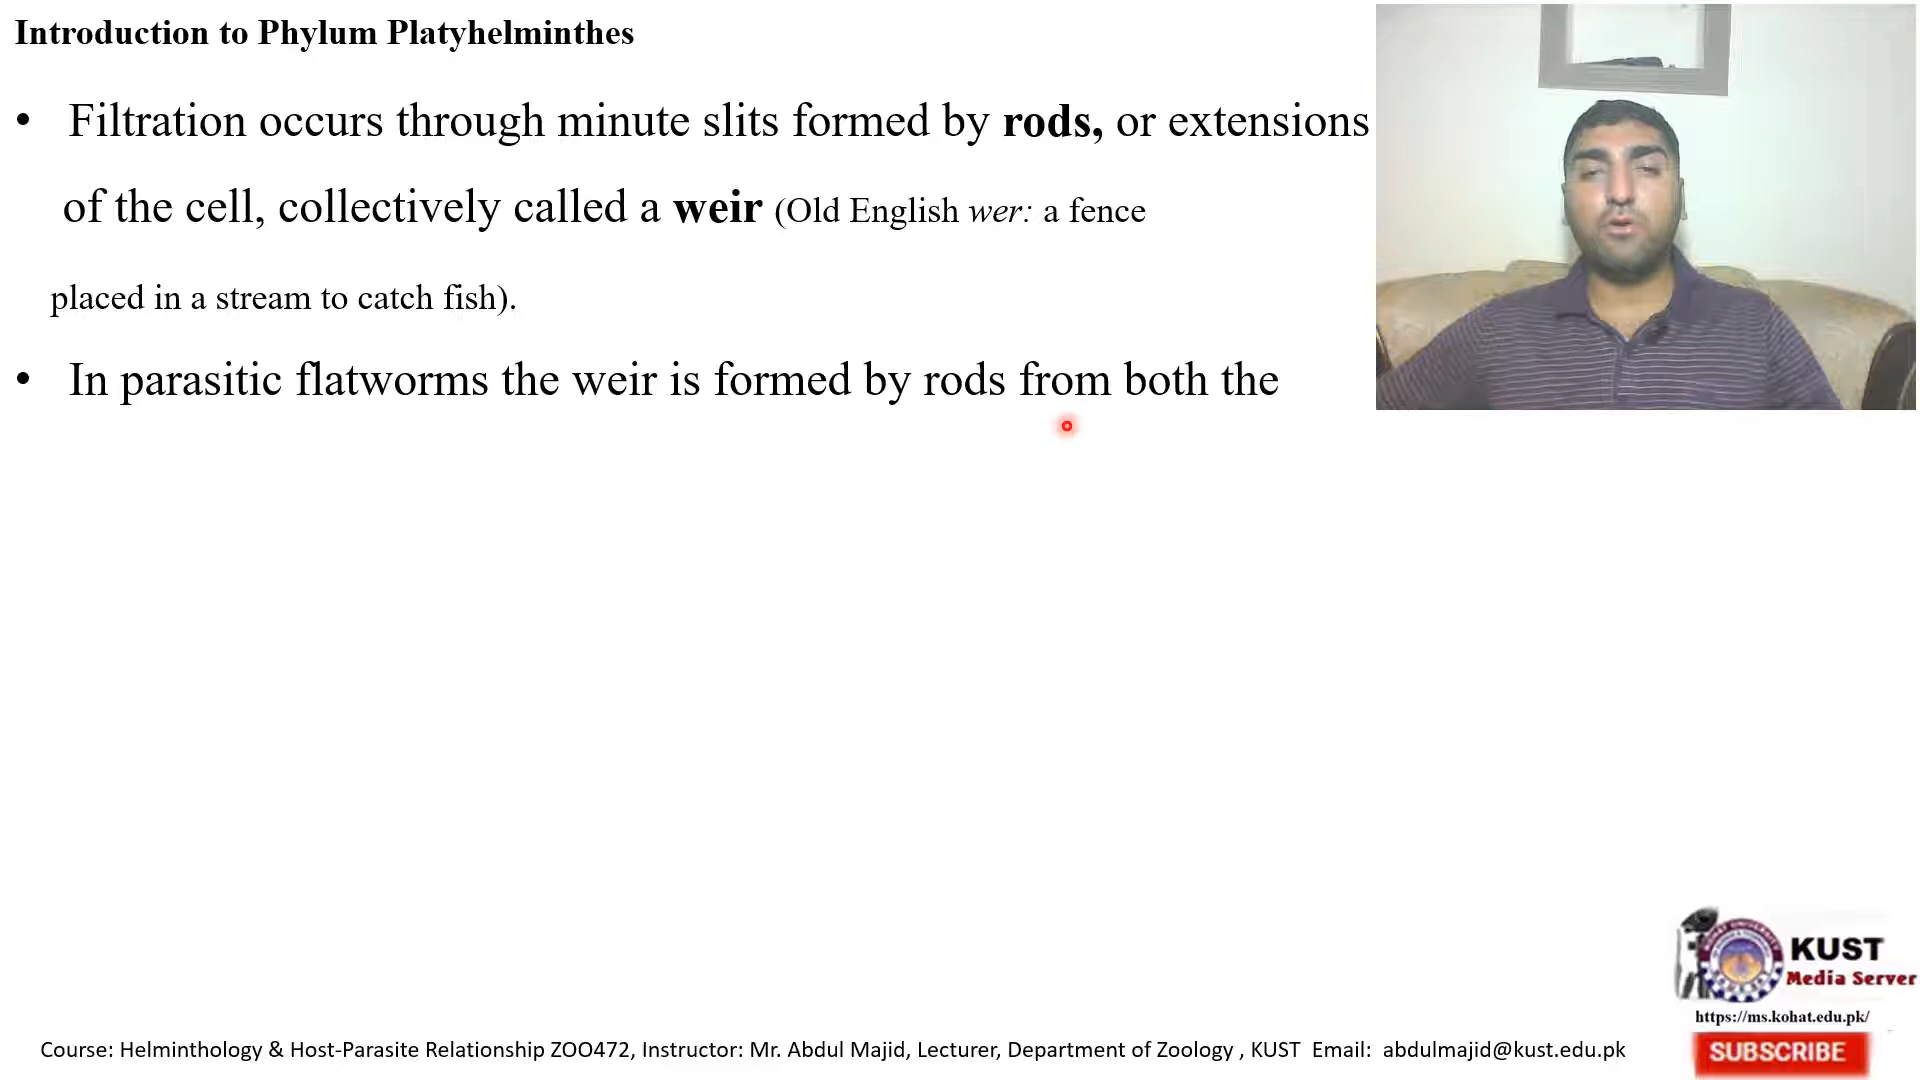 Introduction to Phylum Platyhelminthes
• Filtration occurs through minute slits formed by rods, or extensions
of the cell, collectively called a weir (Old English wer: a fence
placed in a stream to catch fish).
• In parasitic flatworms the weir is formed by rods from both the
KUST
Media Server
https://ms.kohat.edu.pk/
SUBSCRIBE
Course: Helminthology & Host-Parasite Relationship ZOO472, Instructor: Mr. Abdul Majid, Lecturer, Department of Zoology , KUST Email: abdulmajid@kust.edu.pk